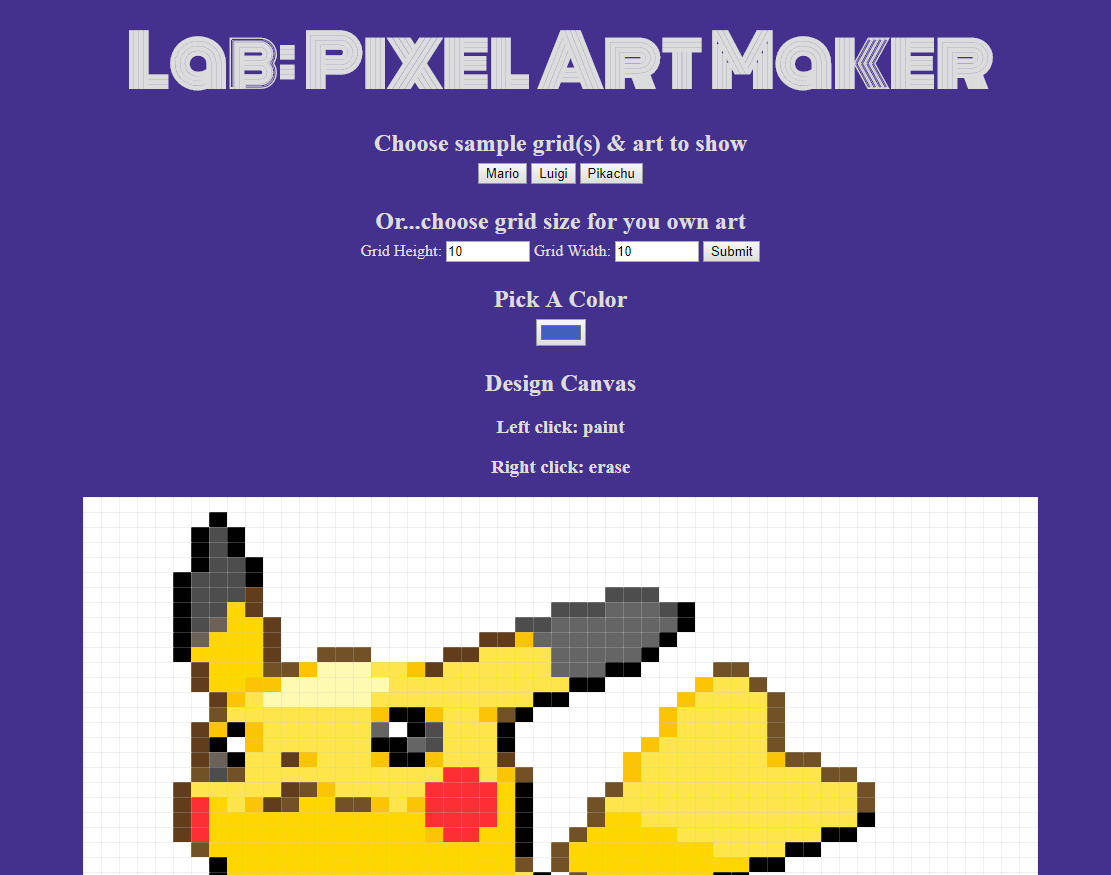 Lab: Pixel Art Maker
Choose sample grid(s) & art to show
Mario Luigi Pikachu
Or...choose grid size for you own art
Grid Height: 10 Grid Width: 10 Submit
Pick A Color
Design Canvas
Left click: paint
Right click: erase